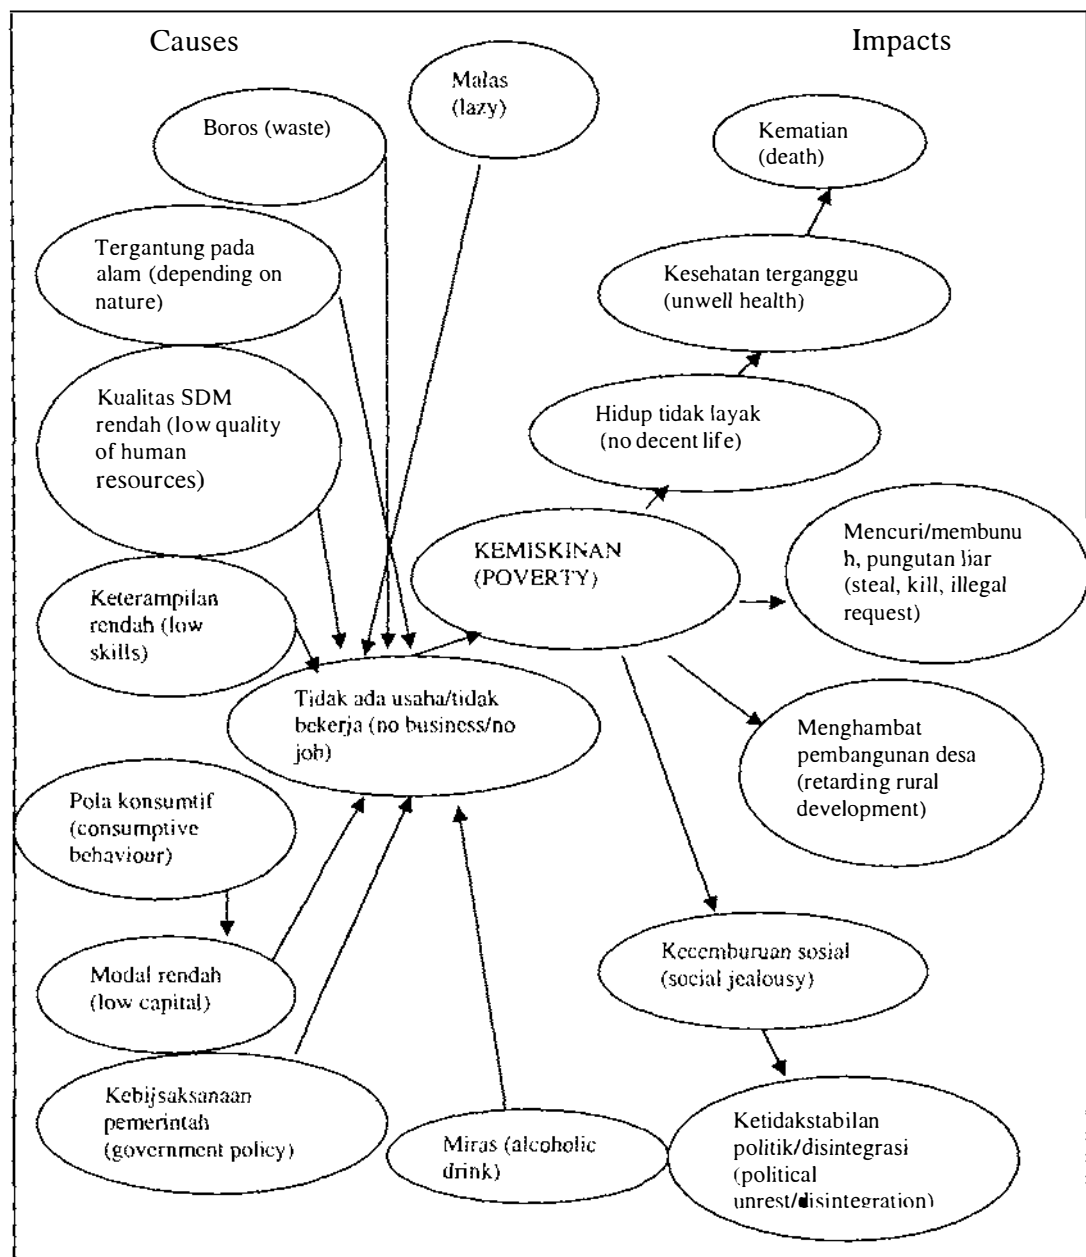 Causes
Impacts
Malas
(lazy)
Boros (waste)
Kematian
(death)
Tergantung pada
alam (depending on
nature)
Kesehatan terganggu
(unwell health)
Kualitas SDM
rendah (low quality
of human
resources)
Hidup tidak layak
(no decent life)
KEMISKINAN
(POVERTY)
Mencuri/membunu
h, pungutan liar
(steal, kill, illegal
request)
Keterampilan
rendah (low
skills)
Tidak ada usaha/tidak
bekerja (no business/no
job)
Menghambat
pembangunan desa
(retarding rural
development)
Pola konsumtif
(consumptive
behaviour)
Modal rendah
(low capital)
Kecemburuan sosial
(social jealousy)
Kebijsaksanaan
pemerintah
(government policy)
Miras (alcoholic
drink)
Ketidakstabilan
politik/disintegrasi
(political
unrest/disintegration)